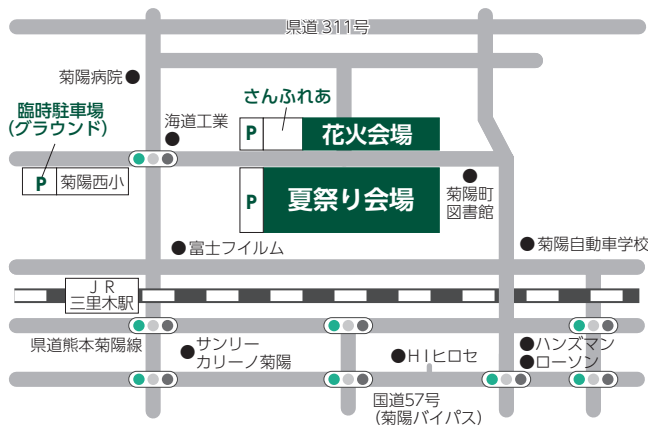 県道311号
菊陽病院
さんふれあ
臨時駐車場
(グラウンド)
海道工業
P
花火会場
P
菊陽西小
P
夏祭り会場
菊陽町
図書館
富士フイルム
菊陽自動車学校
JR
三里木駅
県道熊本菊陽線
サンリー
カリーノ菊陽
HIヒロセ
ハンズマン
ローソン
国道57号
(菊陽バイパス)